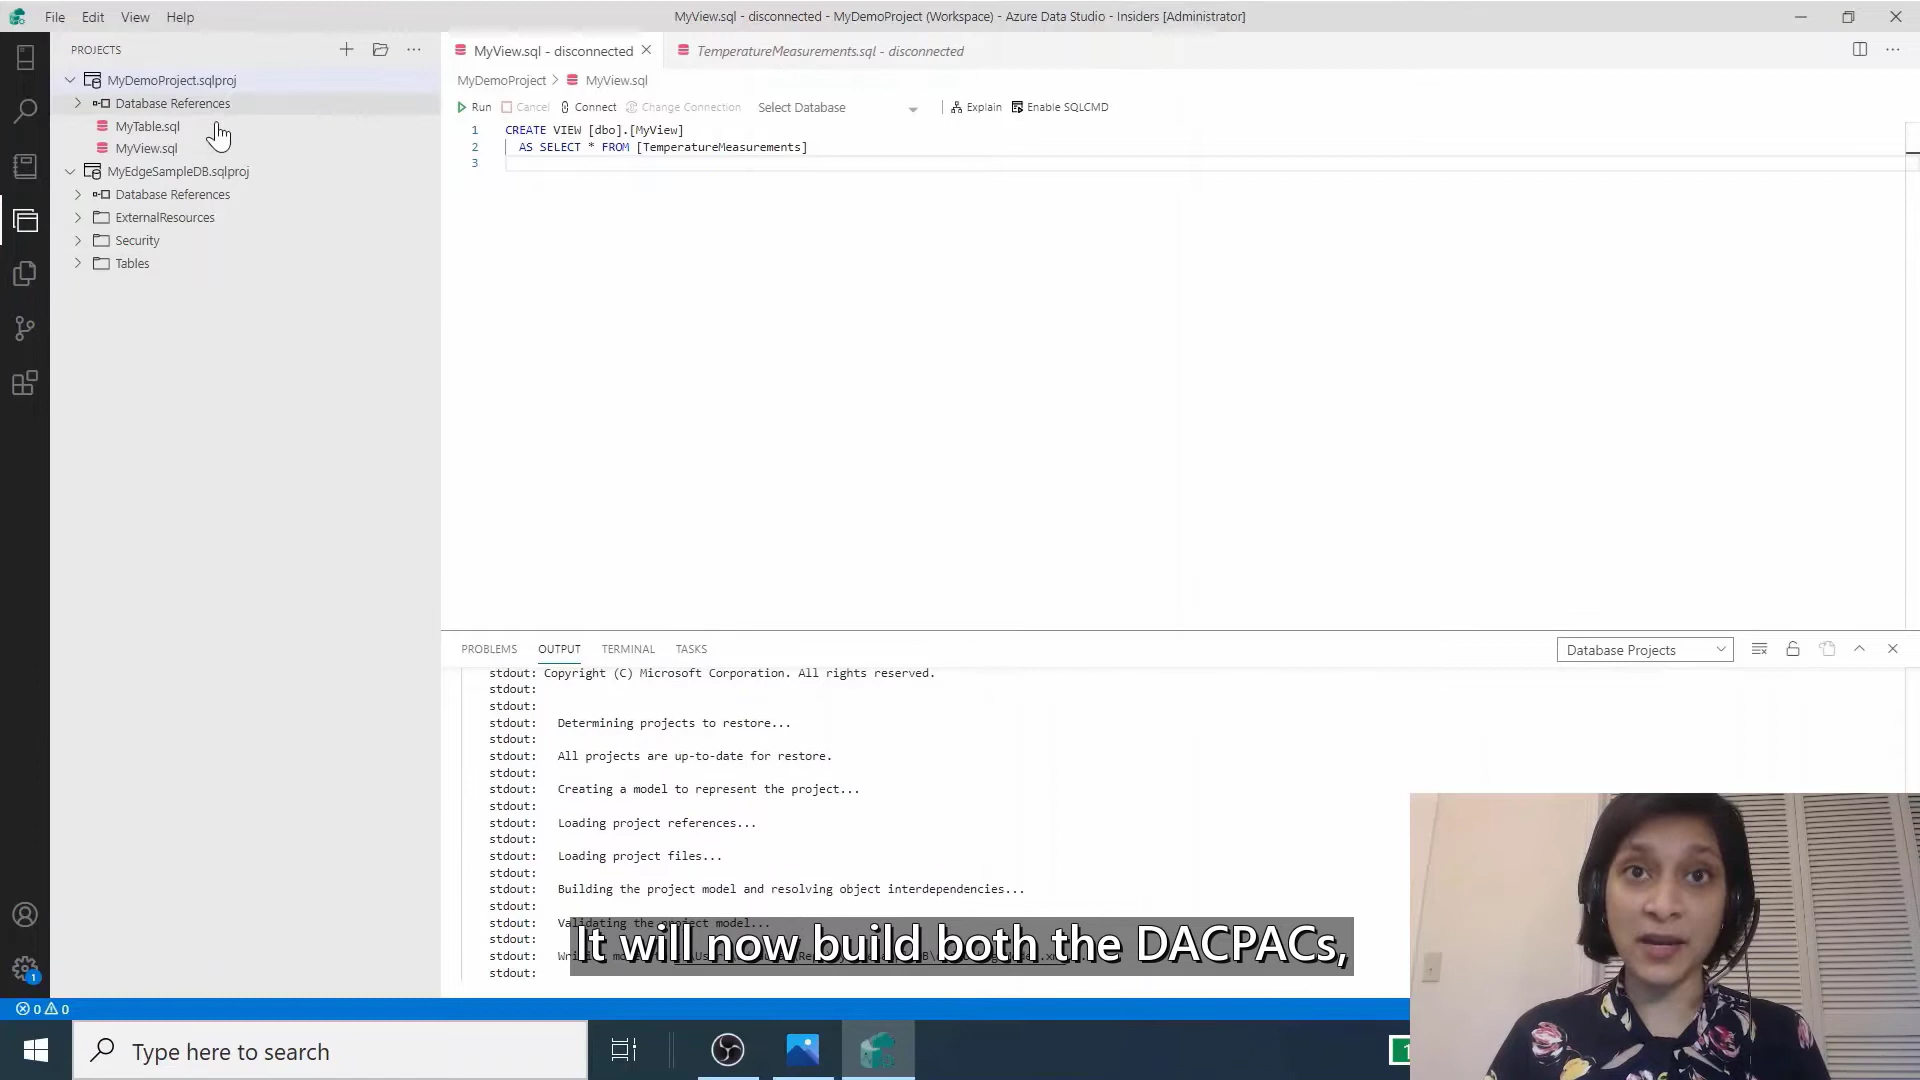 File Edit View Help
MyView.sql - disconnected - MyDemoProject (Workspace) - Azure Data Studio - Insiders [Administrator]
PROJECTS
MyDemoProject.sqlproj
Database References
MyTable.sql
MyView.sql
MyEdgeSampleDB.sqlproj
Database References
ExternalResources
Security
Tables
MyView.sql - disconnected
TemperatureMeasurements.sql - disconnected
MyDemoProject > MyView.sql
Run Cancel Connect Change Connection Select Database Explain Enable SQLCMD
1 CREATE VIEW [dbo].[MyView]
2 AS SELECT * FROM [TemperatureMeasurements]
3
PROBLEMS OUTPUT TERMINAL TASKS
Database Projects
stdout: Copyright (C) Microsoft Corporation. All rights reserved.
stdout:
stdout:
stdout: Determining projects to restore...
stdout:
stdout: All projects are up-to-date for restore.
stdout:
stdout: Creating a model to represent the project...
stdout:
stdout: Loading project references...
stdout:
stdout: Loading project files...
stdout:
stdout: Building the project model and resolving object interdependencies...
stdout:
stdout: Validating the project model...
stdout:
stdout:
stdout:
It will now build both the DACPACs,
1
0 0
Type here to search
1